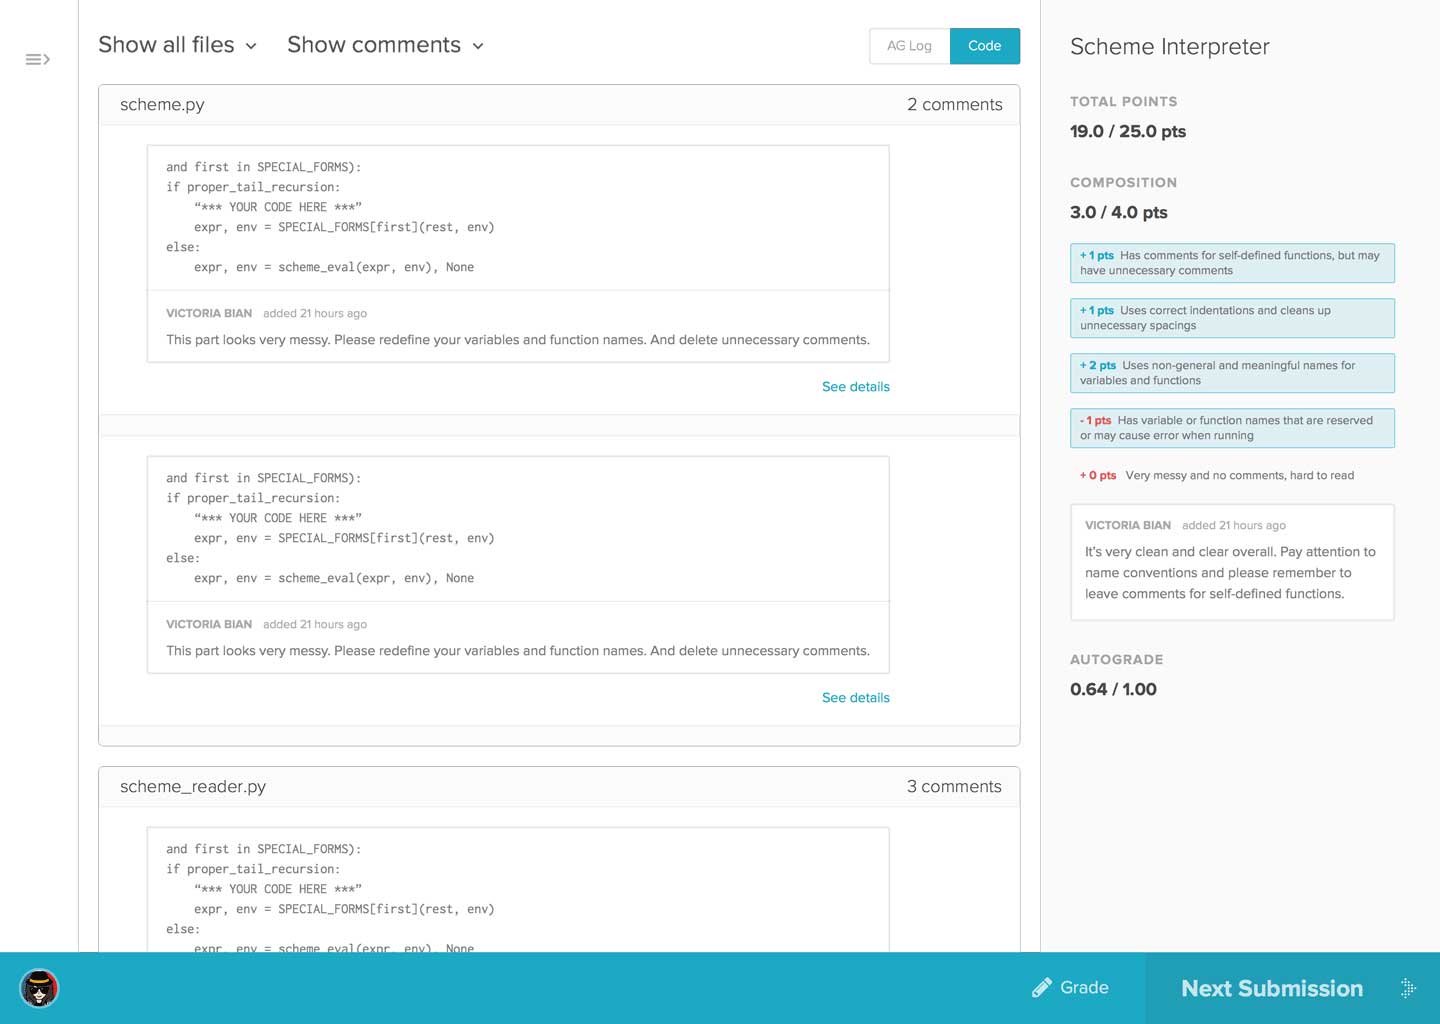 Show all files
Show comments
AG Log
Code
scheme.py
2 comments
and first in SPECIAL_FORMS):
if proper_tail_recursion:
“*** YOUR CODE HERE ***”
expr, env = SPECIAL_FORMS[first](rest, env)
else:
expr, env = scheme_eval(expr, env), None
VICTORIA BIAN added 21 hours ago
This part looks very messy. Please redefine your variables and function names. And delete unnecessary comments.
See details
and first in SPECIAL_FORMS):
if proper_tail_recursion:
“*** YOUR CODE HERE ***”
expr, env = SPECIAL_FORMS[first](rest, env)
else:
expr, env = scheme_eval(expr, env), None
VICTORIA BIAN added 21 hours ago
This part looks very messy. Please redefine your variables and function names. And delete unnecessary comments.
See details
scheme_reader.py
3 comments
and first in SPECIAL_FORMS):
if proper_tail_recursion:
“*** YOUR CODE HERE ***”
expr, env = SPECIAL_FORMS[first](rest, env)
else:
expr, env = scheme_eval(expr, env), None
Scheme Interpreter
TOTAL POINTS
19.0 / 25.0 pts
COMPOSITION
3.0 / 4.0 pts
+ 1 pts Has comments for self-defined functions, but may
have unnecessary comments
+ 1 pts Uses correct indentations and cleans up
unnecessary spacings
+ 2 pts Uses non-general and meaningful names for
variables and functions
- 1 pts Has variable or function names that are reserved
or may cause error when running
+ 0 pts Very messy and no comments, hard to read
VICTORIA BIAN added 21 hours ago
It's very clean and clear overall. Pay attention to
name conventions and please remember to
leave comments for self-defined functions.
AUTOGRADE
0.64 / 1.00
Grade
Next Submission